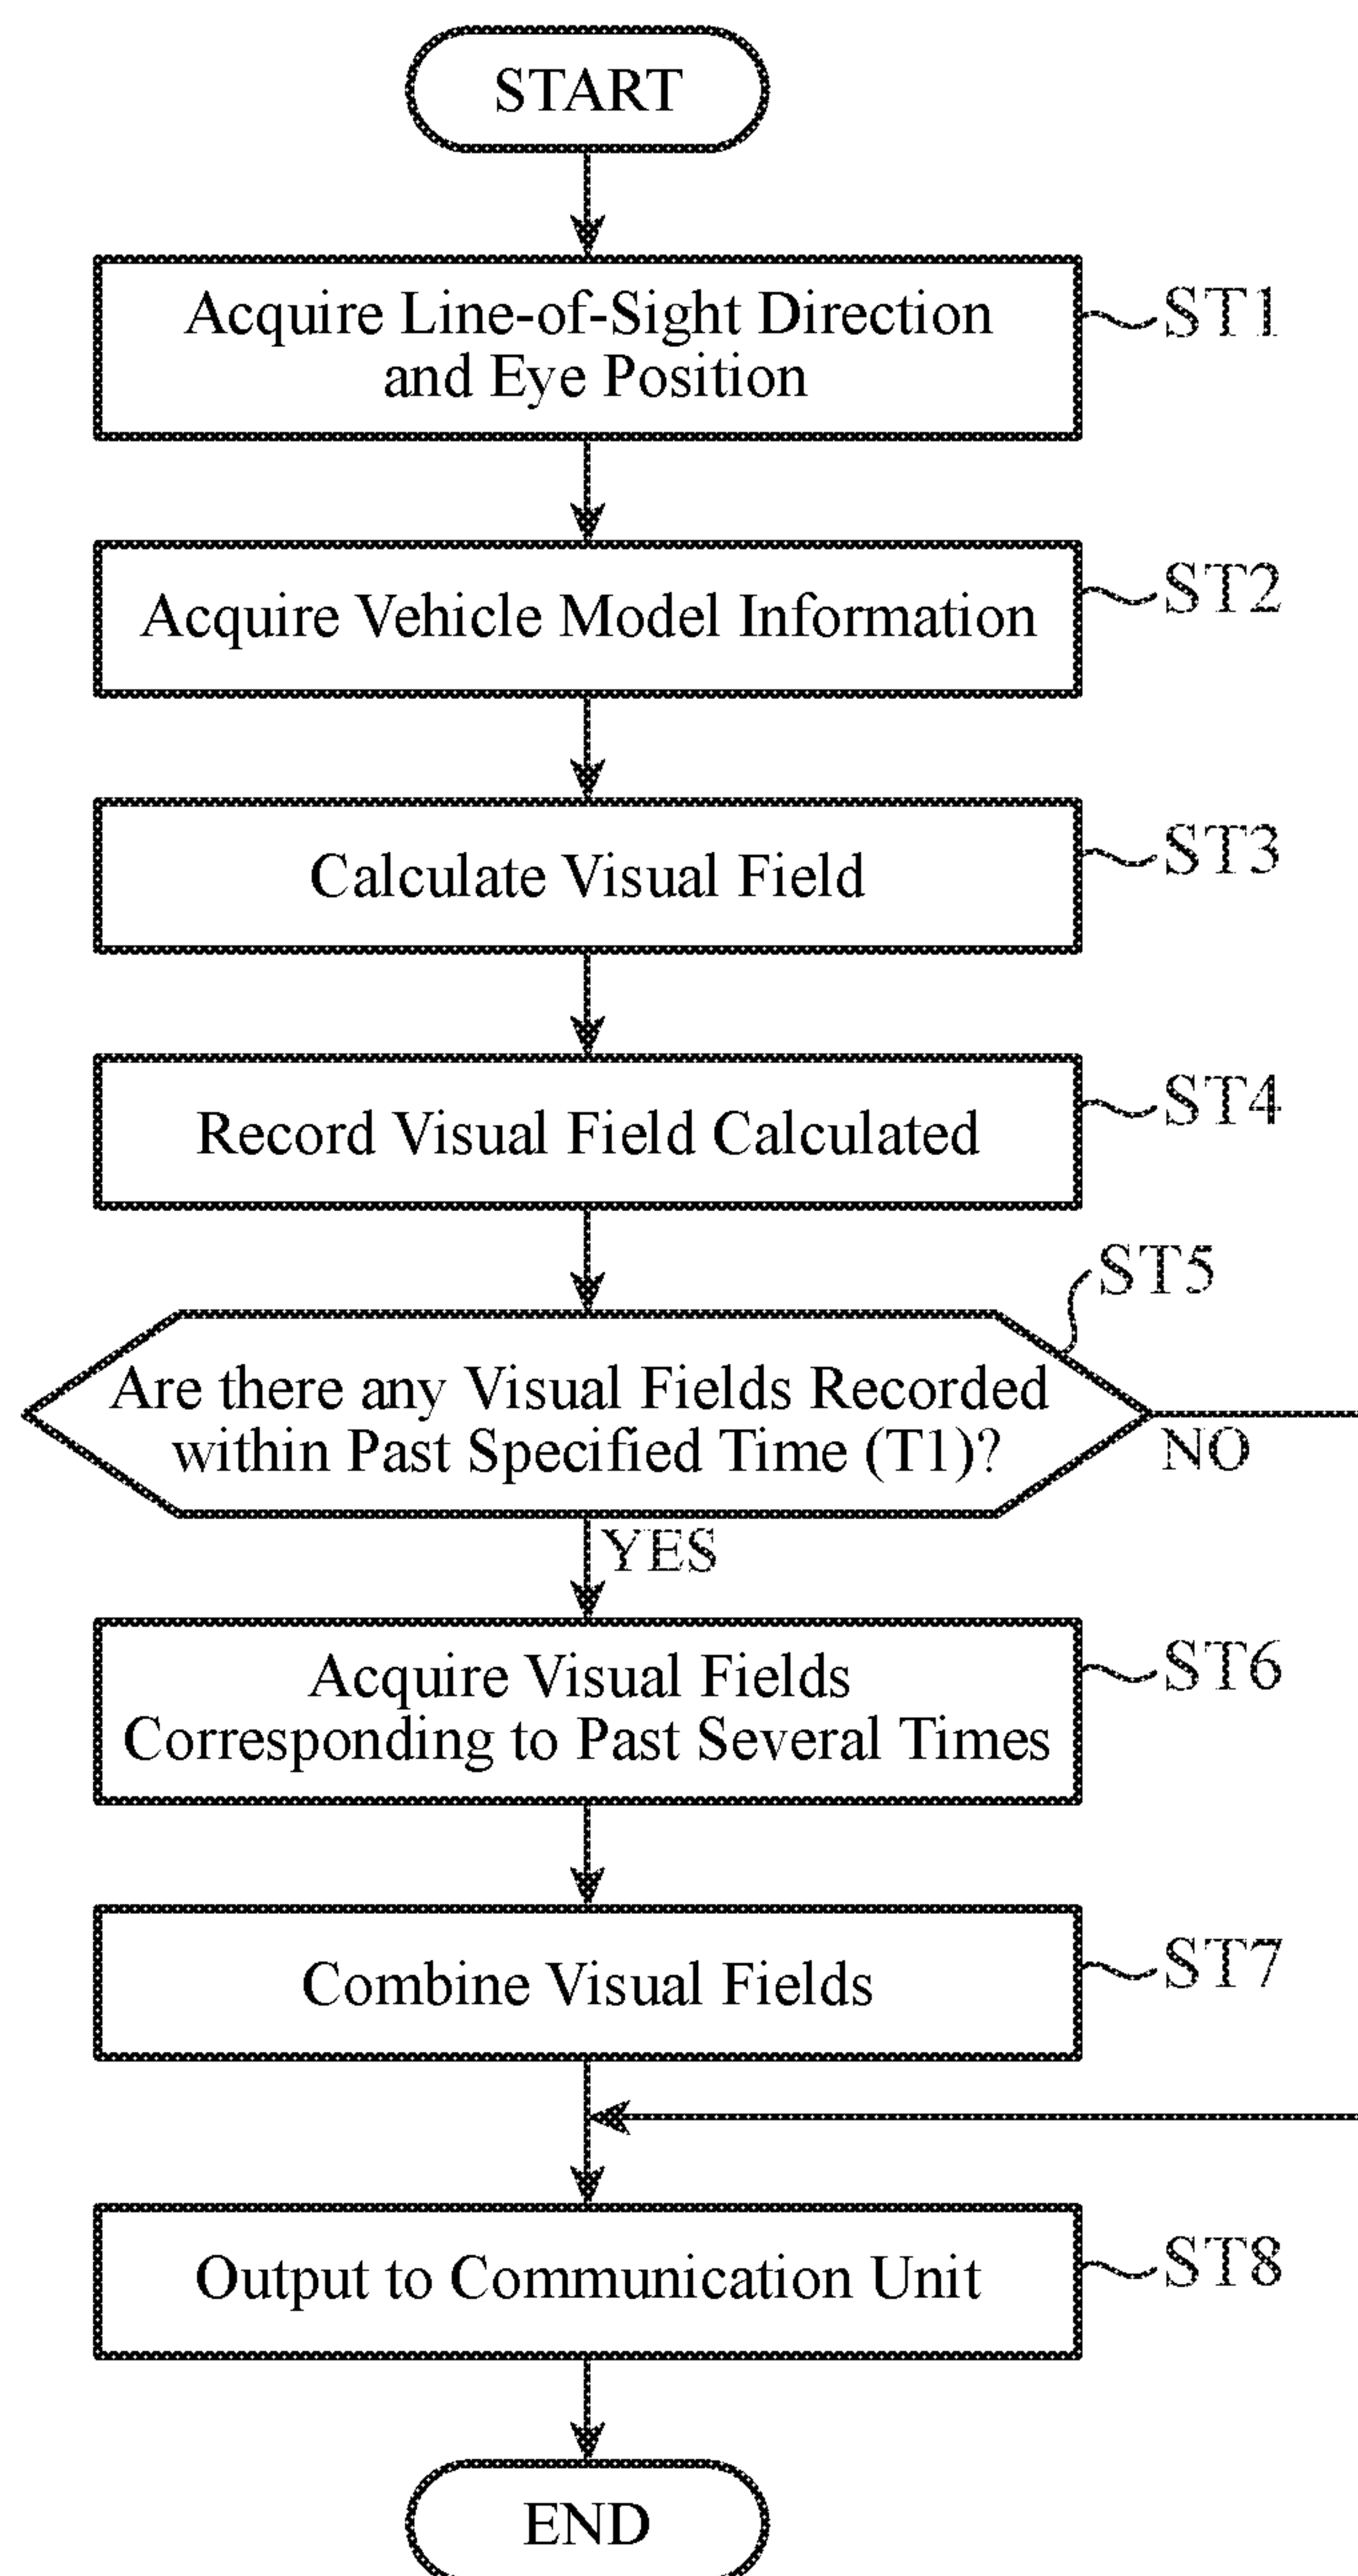 START
Acquire Line-of-Sight Direction
and Eye Position
ST1
Acquire Vehicle Model Information
ST2
Calculate Visual Field
ST3
Record Visual Field Calculated
ST4
ST5
Are there any Visual Fields Recorded
within Past Specified Time (T1)?
NO
YES
Acquire Visual Fields
Corresponding to Past Several Times
ST6
Combine Visual Fields
ST7
Output to Communication Unit
ST8
END